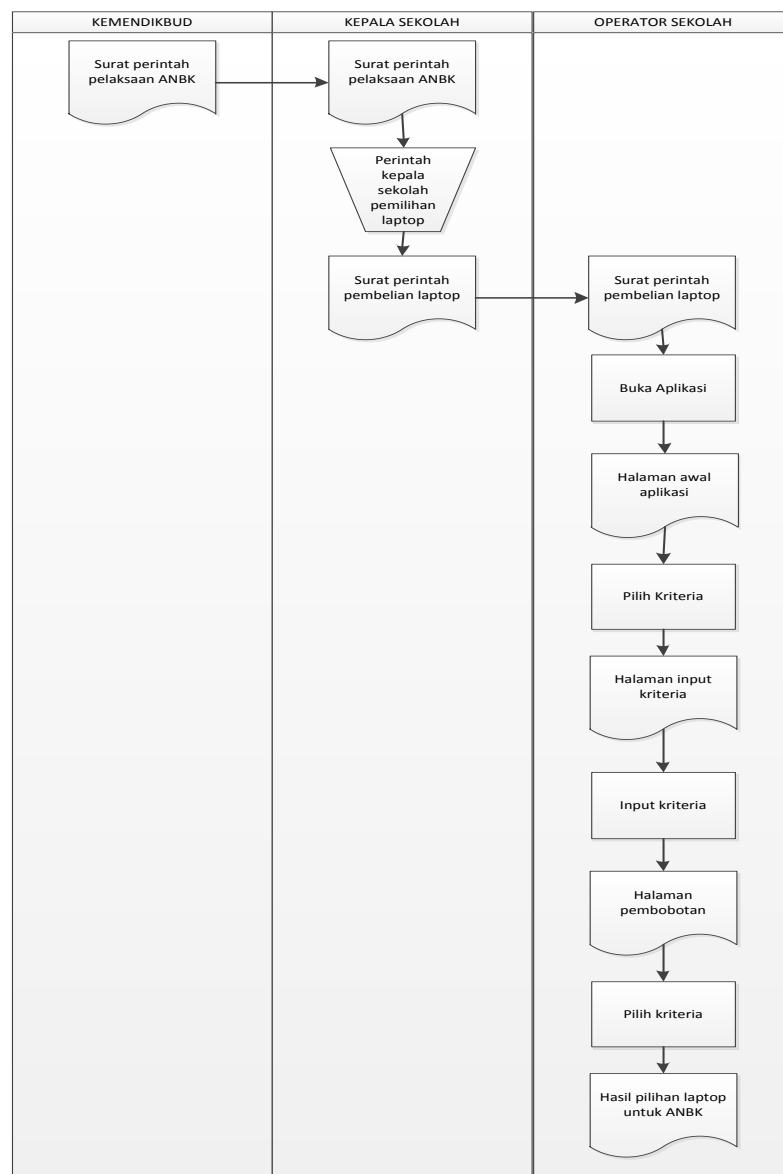 KEMENDIKBUD
KEPALA SEKOLAH
OPERATOR SEKOLAH
Surat perintah
pelaksaan ANBK
Surat perintah
pelaksaan ANBK
Perintah
kepala
sekolah
pemilihan
laptop
Surat perintah
pembelian laptop
Surat perintah
pembelian laptop
Buka Aplikasi
Halaman awal
aplikasi
Pilih Kriteria
Halaman input
kriteria
Input kriteria
Halaman
pembobotan
Pilih kriteria
Hasil pilihan laptop
untuk ANBK